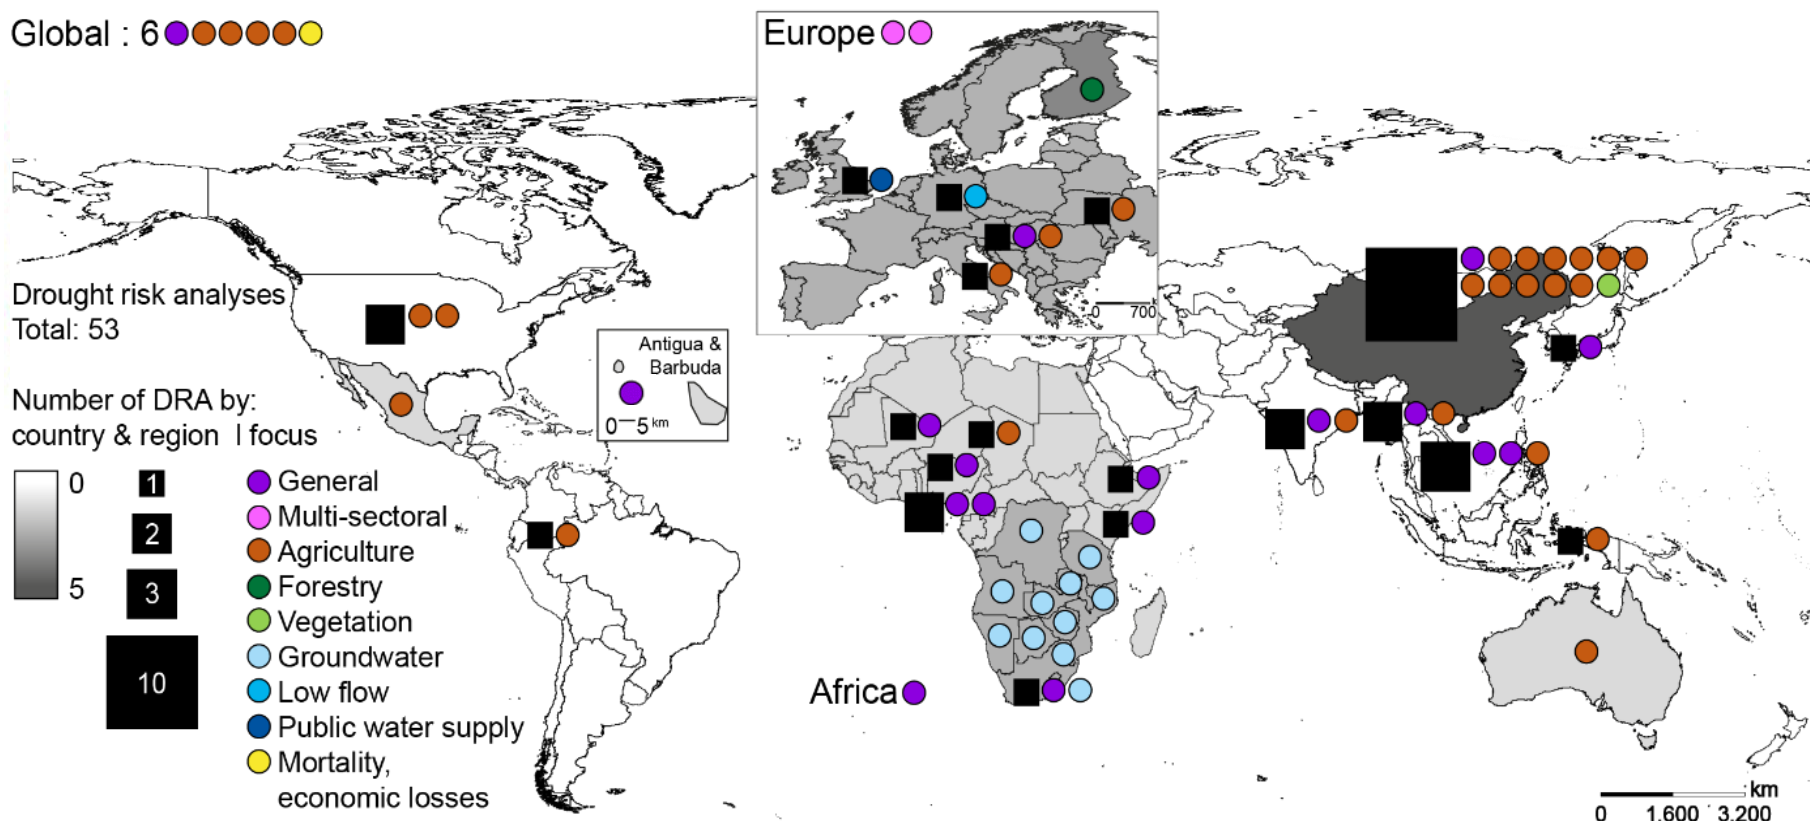 Global : 6
Europe
0 700
Drought risk analyses
Total: 53
Antigua &
Barbuda
0 5 km
Number of DRA by:
country & region | focus
0
5
1
2
3
10
General
Multi-sectoral
Agriculture
Forestry
Vegetation
Groundwater
Low flow
Public water supply
Mortality,
economic losses
Africa
km
0 1,600 3,200